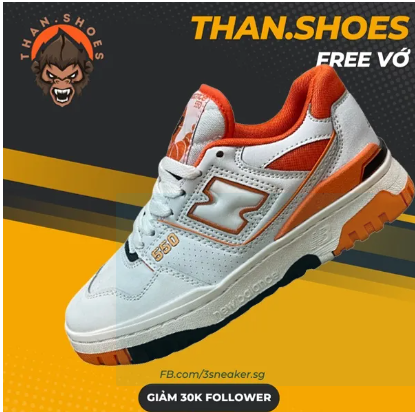 THAN.SHOES
THAN.SHOES
FREE VỚ
550
new balance
FB.com/3sneaker.sg
GIẢM 30K FOLLOWER